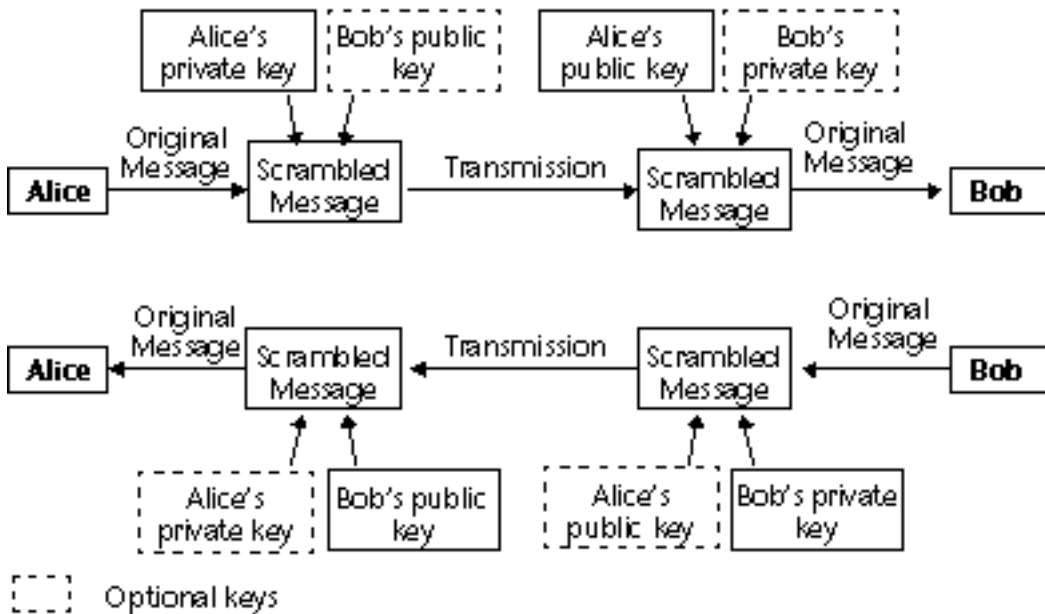 Alice's
private key
Bob's public
key
Alice's
public key
Bob's
private key
Original
Message
Original
Message
Alice
Scrambled
Message
Transmission
Scrambled
Message
Bob
Original
Message
Original
Message
Alice
Scrambled
Message
Transmission
Scrambled
Message
Bob
Alice's
private key
Bob's public
key
Alice's
public key
Bob's private
key
Optional keys